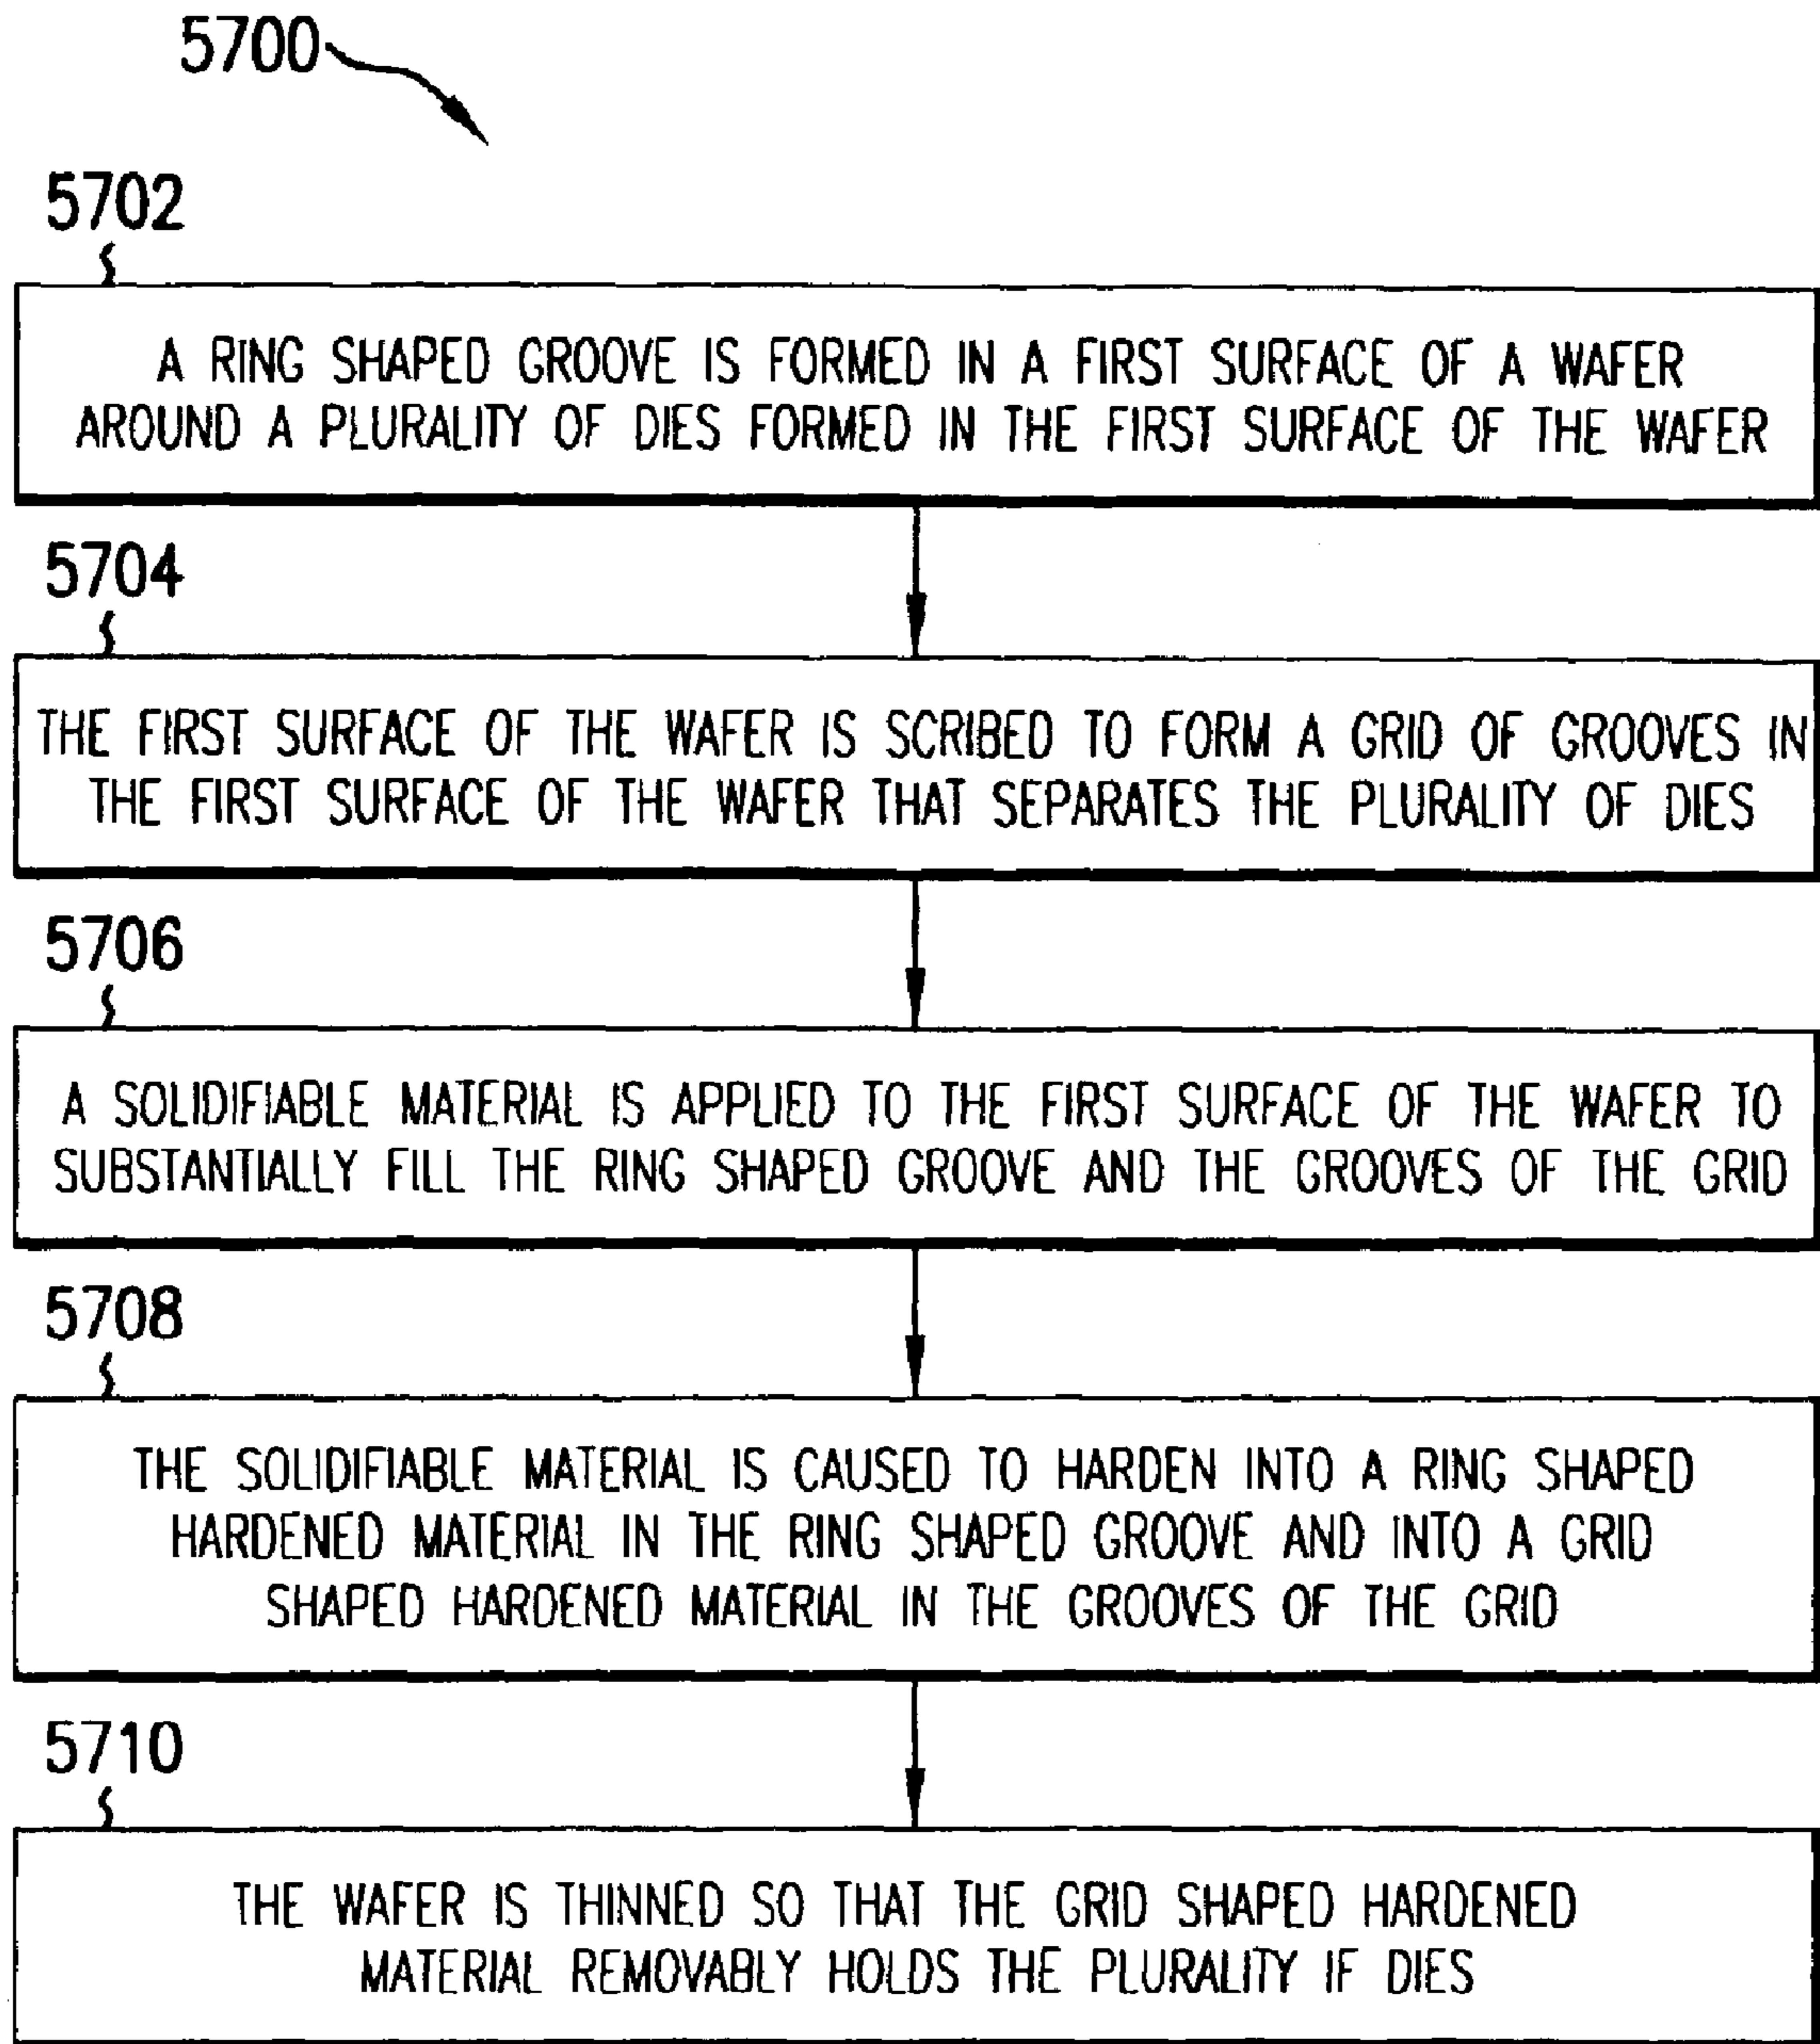 5700
5702
A RING SHAPED GROOVE IS FORMED IN A FIRST SURFACE OF A WAFER
AROUND A PLURALITY OF DIES FORMED IN THE FIRST SURFACE OF THE WAFER
5704
THE FIRST SURFACE OF THE WAFER IS SCRIBED TO FORM A GRID OF GROOVES IN
THE FIRST SURFACE OF THE WAFER THAT SEPARATES THE PLURALITY OF DIES
5706
A SOLIDIFIABLE MATERIAL IS APPLIED TO THE FIRST SURFACE OF THE WAFER TO
SUBSTANTIALLY FILL THE RING SHAPED GROOVE AND THE GROOVES OF THE GRID
5708
THE SOLIDIFIABLE MATERIAL IS CAUSED TO HARDEN INTO A RING SHAPED
HARDENED MATERIAL IN THE RING SHAPED GROOVE AND INTO A GRID
SHAPED HARDENED MATERIAL IN THE GROOVES OF THE GRID
5710
THE WAFER IS THINNED SO THAT THE GRID SHAPED HARDENED
MATERIAL REMOVABLY HOLDS THE PLURALITY IF DIES